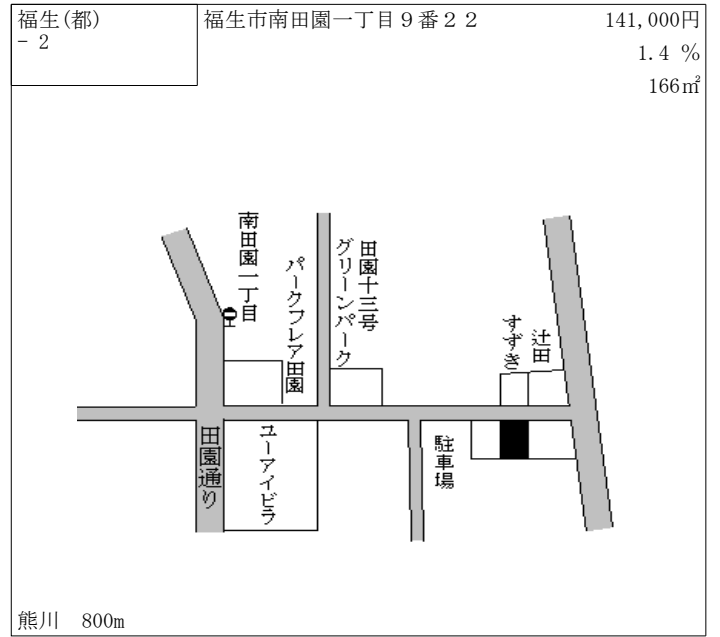 福生(都)
- 2
福生市南田園一丁目９番２２
141,000円
1.4 %
166㎡
南田園一丁目
パークフレア田園
田園十三号
グリーンパーク
すずき
辻田
田園通り
ユーアイビラ
駐車場
熊川 800m